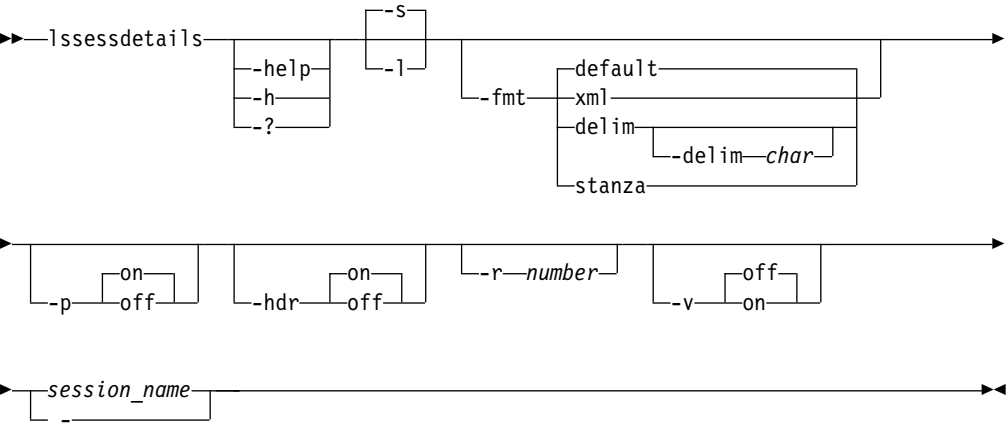 -s
lssessdetails
-help
-l
default
-h
-fmt xml
-?
delim
-delim char
stanza
on on off
-p off -hdr off -r number -v on
session_name
-